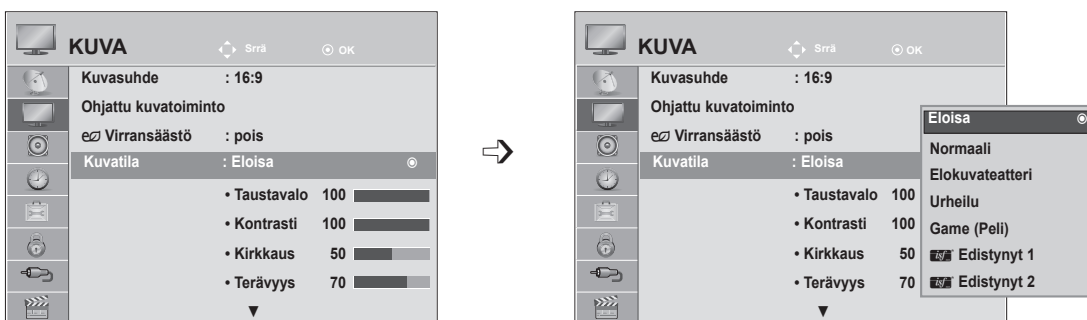 KUVA Srrä OK
Kuvasuhde : 16:9
Ohjattu kuvatoiminto
Virransäästö : pois
Kuvatila : Eloisa
• Taustavalo 100
• Kontrasti 100
• Kirkkaus 50
• Terävyys 70
KUVA Srrä OK
Kuvasuhde : 16:9
Ohjattu kuvatoiminto
Virransäästö : pois
Kuvatila : Eloisa
• Taustavalo 100
• Kontrasti 100
• Kirkkaus 50
• Terävyys 70
Eloisa
Normaali
Elokuvateatteri
Urheilu
Game (Peli)
isf Edistynyt 1
isf Edistynyt 2